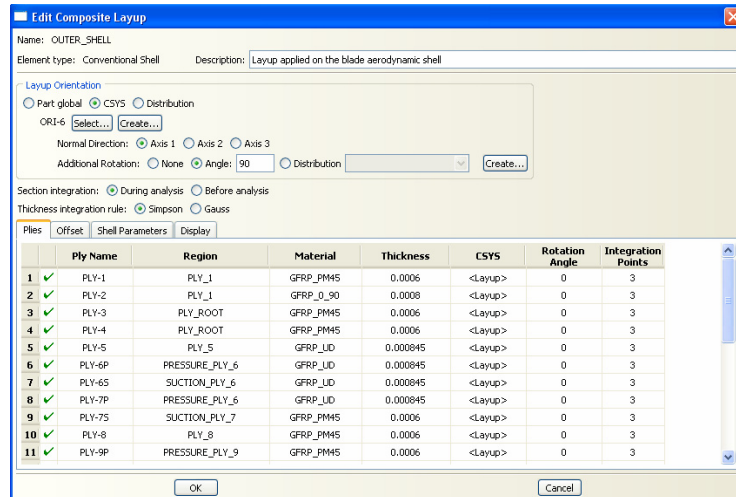 Edit Composite Layup
Name: OUTER_SHELL
Element type: Conventional Shell Description: Layup applied on the blade aerodynamic shell
Layup Orientation
Part global CSYS Distribution
ORI-6 Select... Create...
Normal Direction: Axis 1 Axis 2 Axis 3
Additional Rotation: None Angle: 90 Distribution Create...
Section integration: During analysis Before analysis
Thickness integration rule: Simpson Gauss
Plies Offset Shell Parameters Display
Ply Name Region Material Thickness CSYS Rotation Angle Integration Points
1 ✔ PLY-1 PLY_1 GFRP_PM45 0.0006 <Layup> 0 3
2 ✔ PLY-2 PLY_1 GFRP_0_90 0.0008 <Layup> 0 3
3 ✔ PLY-3 PLY_ROOT GFRP_PM45 0.0006 <Layup> 0 3
4 ✔ PLY-4 PLY_ROOT GFRP_PM45 0.0006 <Layup> 0 3
5 ✔ PLY-5 PLY_5 GFRP_UD 0.000845 <Layup> 0 3
6 ✔ PLY-6P PRESSURE_PLY_6 GFRP_UD 0.000845 <Layup> 0 3
7 ✔ PLY-6S SUCTION_PLY_6 GFRP_UD 0.000845 <Layup> 0 3
8 ✔ PLY-7P PRESSURE_PLY_6 GFRP_UD 0.000845 <Layup> 0 3
9 ✔ PLY-7S SUCTION_PLY_7 GFRP_PM45 0.0006 <Layup> 0 3
10 ✔ PLY-8 PLY_8 GFRP_PM45 0.0006 <Layup> 0 3
11 ✔ PLY-9P PRESSURE_PLY_9 GFRP_PM45 0.0006 <Layup> 0 3
OK Cancel